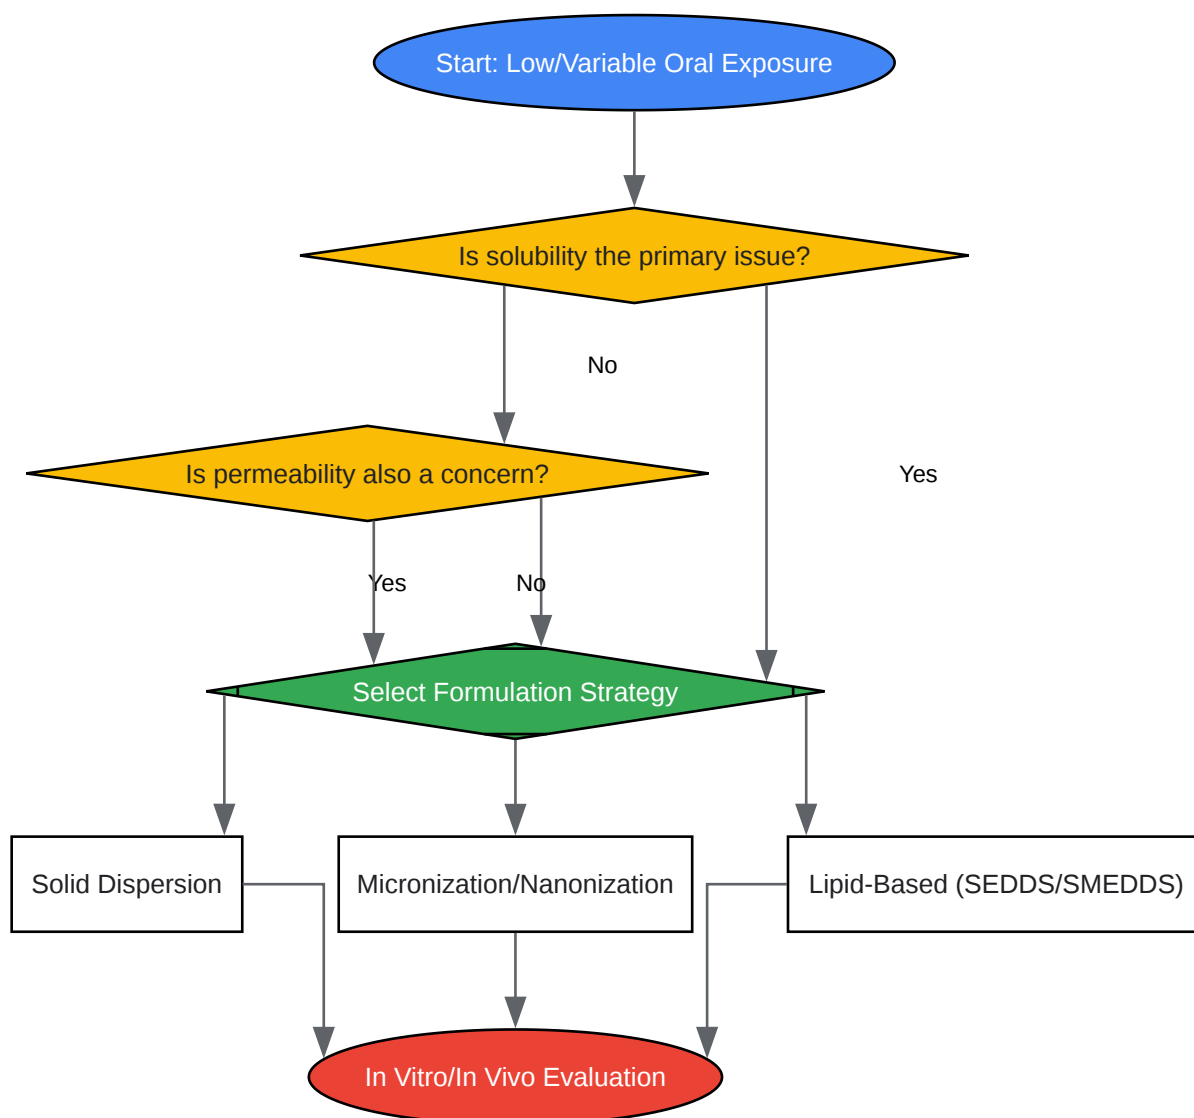 Start: Low/Variable Oral Exposure
Is solubility the primary issue?
No
Is permeability also a concern?
Yes
Yes
No
Select Formulation Strategy
Solid Dispersion
Micronization/Nanonization
Lipid-Based (SEDDS/SMEDDS)
In Vitro/In Vivo Evaluation